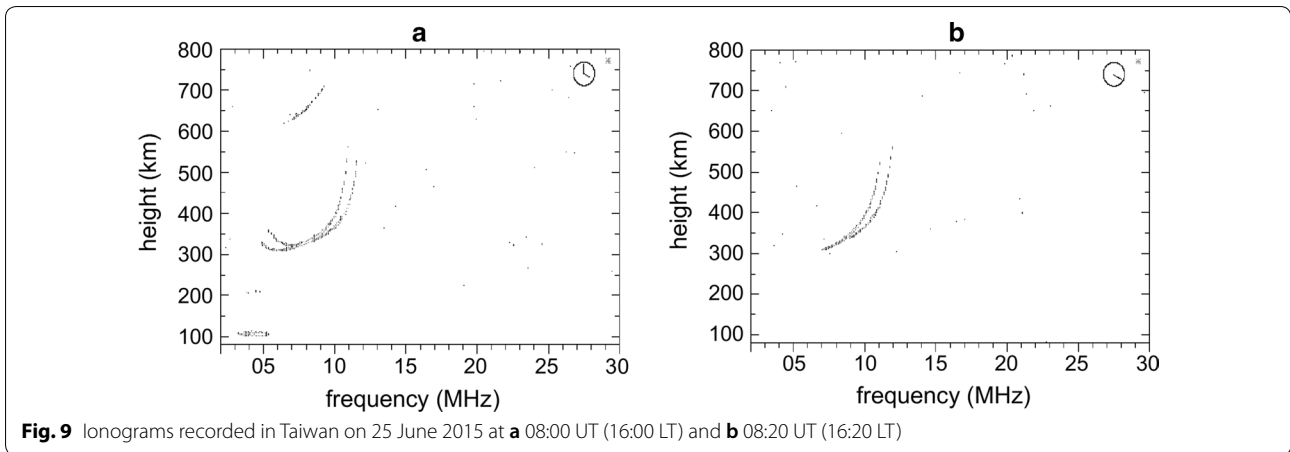 a
b
800
700
600
500
400
300
200
100
height (km)
05 10 15 20 25 30
frequency (MHz)
800
700
600
500
400
300
200
100
height (km)
05 10 15 20 25 30
frequency (MHz)
Fig. 9 Ionograms recorded in Taiwan on 25 June 2015 at a 08:00 UT (16:00 LT) and b 08:20 UT (16:20 LT)